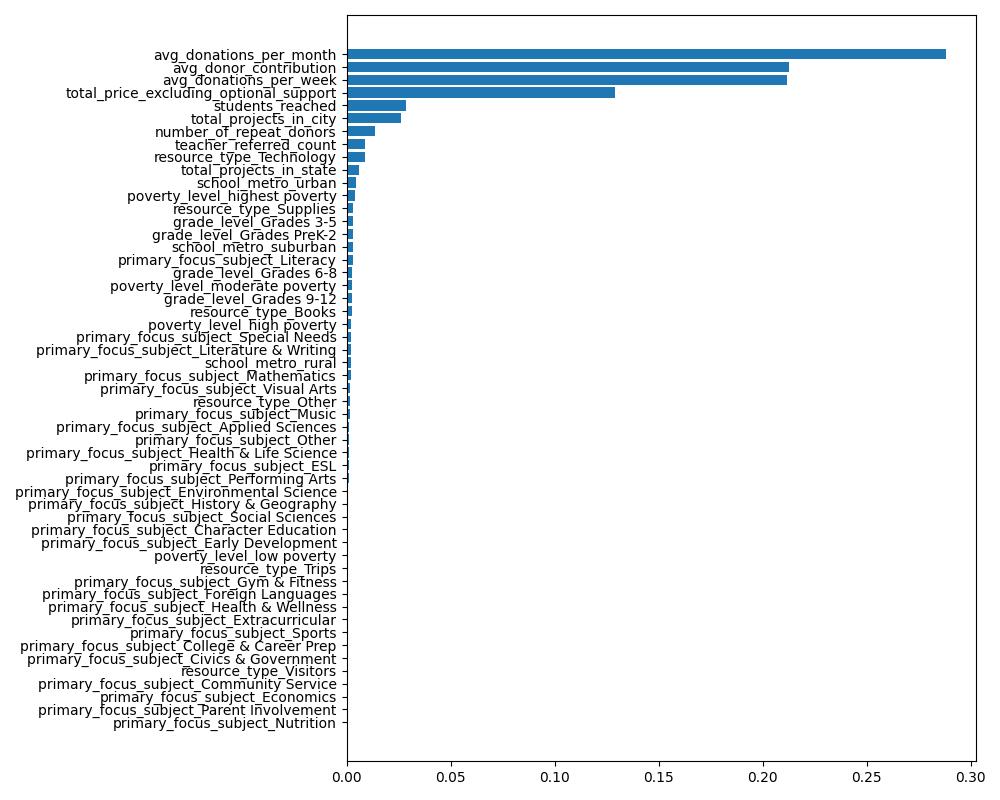 avg_donations_per_month
avg_donor_contribution
avg_donations_per_week
total_price_excluding_optional_support
students_reached
total_projects_in_city
number_of_repeat_donors
teacher_referred_count
resource_type_Technology
total_projects_in_state
school_metro_urban
poverty_level_highest poverty
resource_type_Supplies
grade_level_Grades 3-5
grade_level_Grades PreK-2
school_metro_suburban
primary_focus_subject_Literacy
grade_level_Grades 6-8
poverty_level_moderate poverty
grade_level_Grades 9-12
resource_type_Books
poverty_level_high poverty
primary_focus_subject_Special Needs
primary_focus_subject_Literature & Writing
school_metro_rural
primary_focus_subject_Mathematics
primary_focus_subject_Visual Arts
resource_type_Other
primary_focus_subject_Music
primary_focus_subject_Applied Sciences
primary_focus_subject_Other
primary_focus_subject_Health & Life Science
primary_focus_subject_ESL
primary_focus_subject_Performing Arts
primary_focus_subject_Environmental Science
primary_focus_subject_History & Geography
primary_focus_subject_Social Sciences
primary_focus_subject_Character Education
primary_focus_subject_Early Development
poverty_level_low poverty
resource_type_Trips
primary_focus_subject_Gym & Fitness
primary_focus_subject_Foreign Languages
primary_focus_subject_Health & Wellness
primary_focus_subject_Extracurricular
primary_focus_subject_Sports
primary_focus_subject_College & Career Prep
primary_focus_subject_Civics & Government
resource_type_Visitors
primary_focus_subject_Community Service
primary_focus_subject_Economics
primary_focus_subject_Parent Involvement
primary_focus_subject_Nutrition
0.00 0.05 0.10 0.15 0.20 0.25 0.30